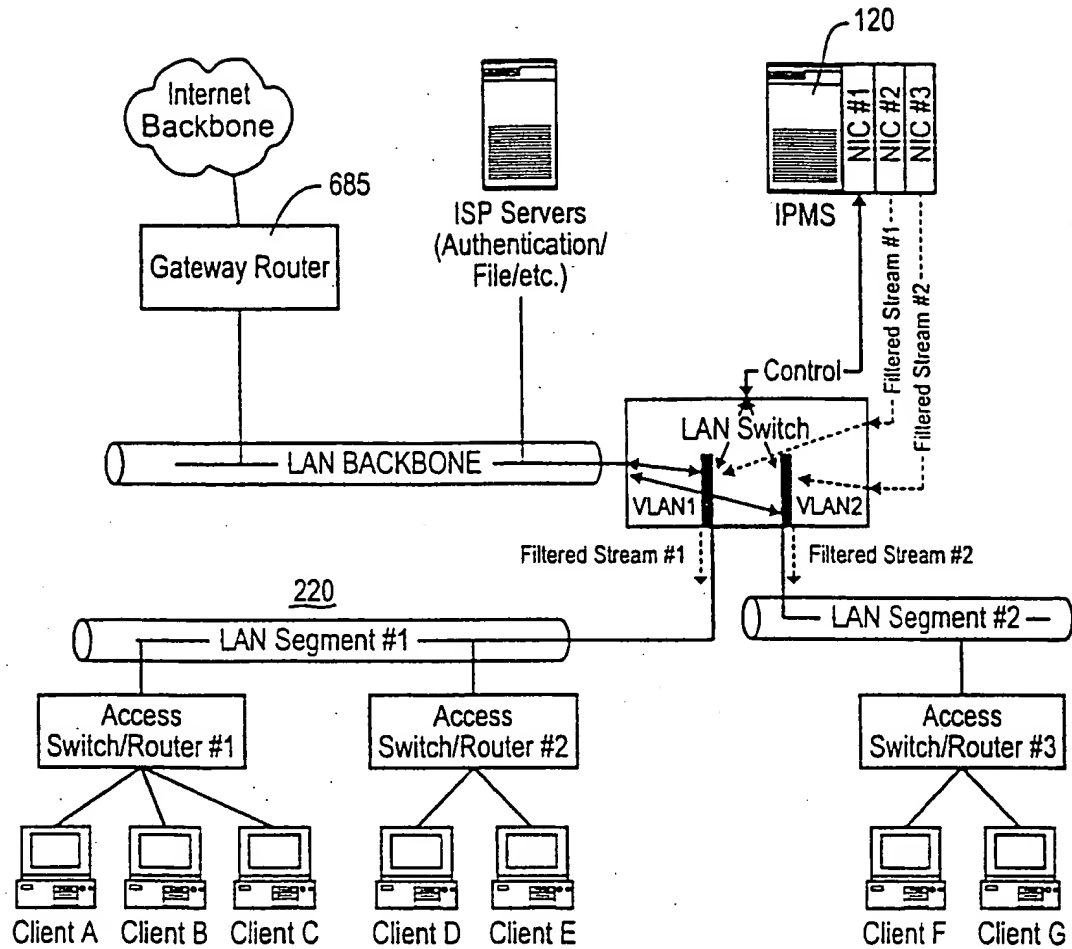 120
Internet
Backbone
NIC #1
NIC #2
NIC #3
685
ISP Servers
(Authentication/
File/etc.)
IPMS
Gateway Router
Filtered Stream #1
Filtered Stream #2
Control
LAN Switch
LAN BACKBONE
VLAN1
VLAN2
Filtered Stream #1
Filtered Stream #2
220
LAN Segment #1
LAN Segment #2
Access
Switch/Router #1
Access
Switch/Router #2
Access
Switch/Router #3
Client A
Client B
Client C
Client D
Client E
Client F
Client G